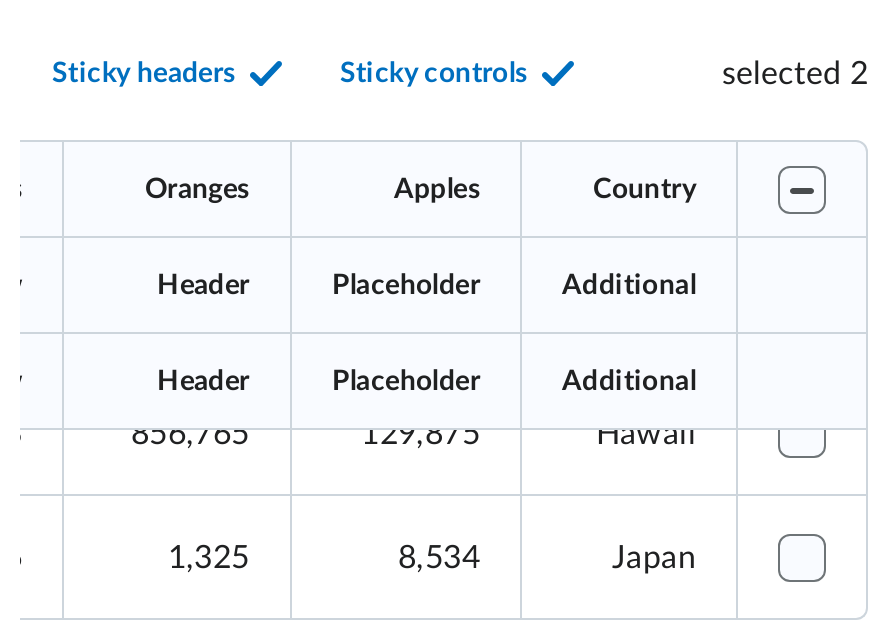 Sticky headers Sticky controls selected 2
Oranges Apples Country
Header Placeholder Additional
Header Placeholder Additional
856,765 129,875 Hawaii
1,325 8,534 Japan